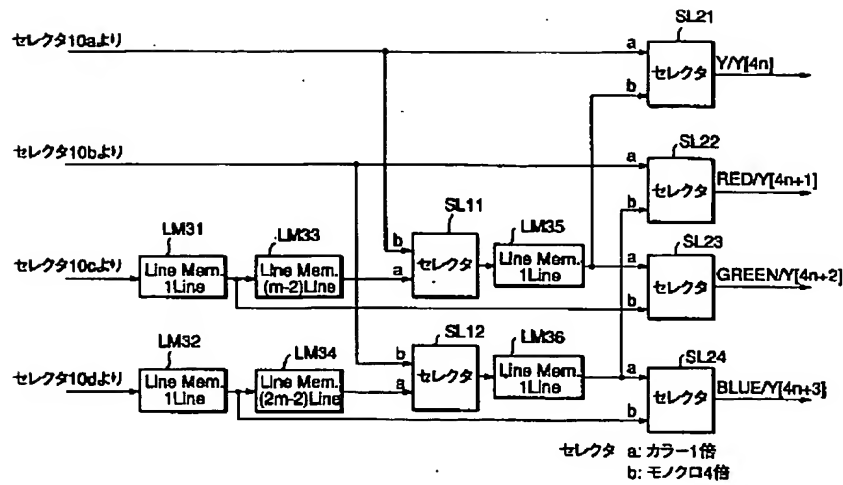 SL21
セレクタ10aより
a
セレクタ
Y/Y[4n]
b
SL22
セレクタ10bより
a
セレクタ
RED/Y[4n+1]
b
SL11
LM31
LM33
LM35
SL23
b
セレクタ10cより
Line Mem.
1Line
Line Mem.
(m-2)Line
a
セレクタ
Line Mem.
1Line
a
セレクタ
GREEN/Y[4n+2]
b
LM32
LM34
SL12
LM36
SL24
b
セレクタ10dより
Line Mem.
1Line
Line Mem.
(2m-2)Line
a
セレクタ
Line Mem.
1Line
a
セレクタ
BLUE/Y[4n+3]
b
セレクタ a: カラー1倍
b: モノクロ4倍